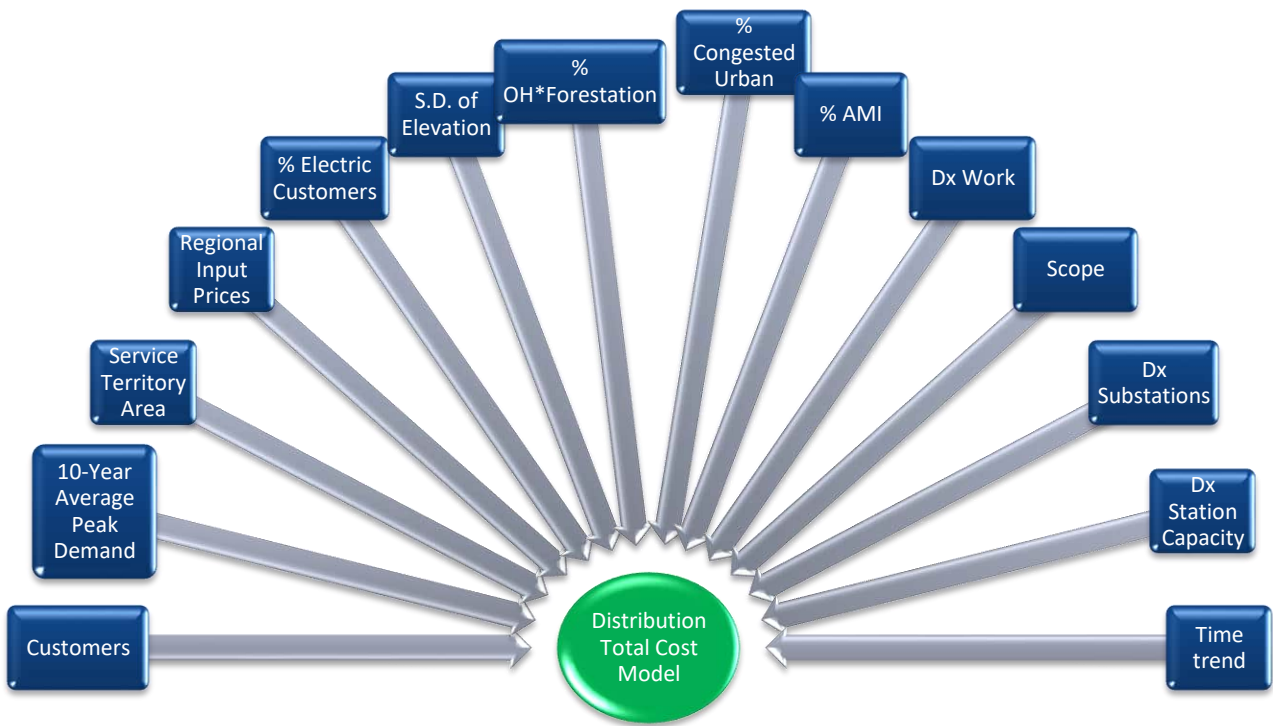 Customers
10-Year
Average
Peak
Demand
Service
Territory
Area
Regional
Input
Prices
% Electric
Customers
S.D. of
Elevation
%
OH*Forestation
%
Congested
Urban
% AMI
Dx Work
Scope
Dx
Substations
Dx
Station
Capacity
Time
trend
Distribution
Total Cost
Model